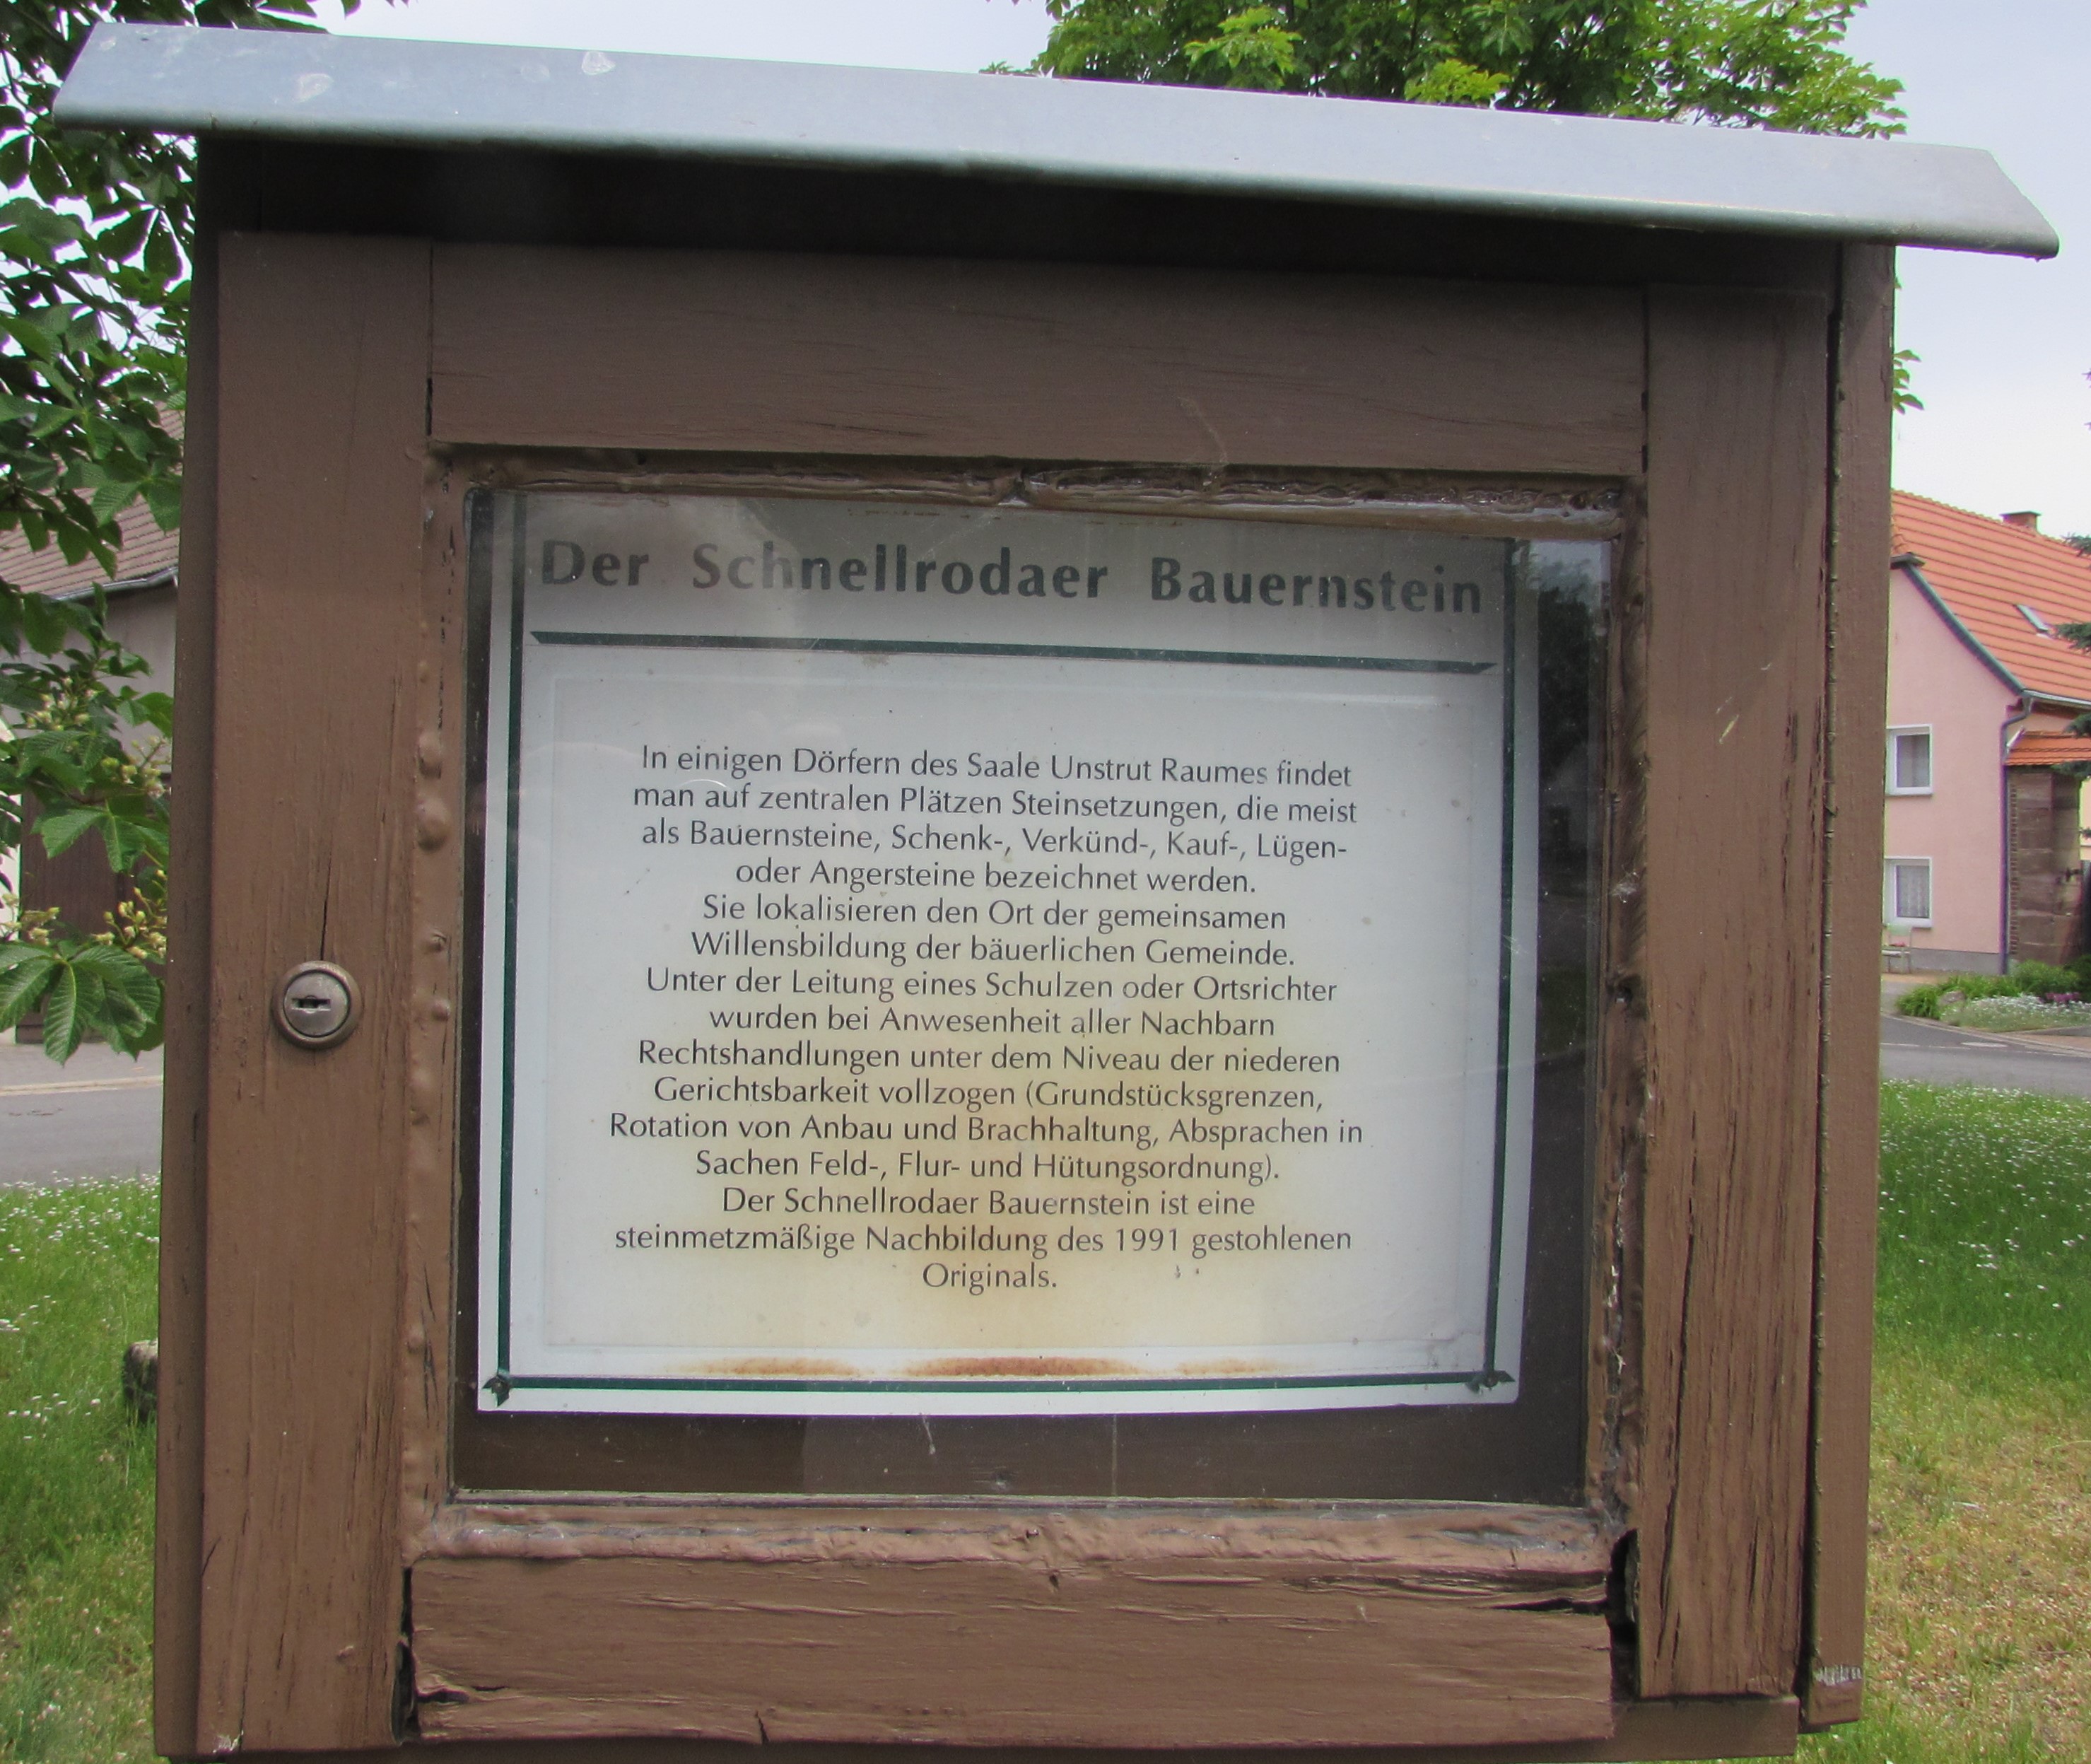 Der Schnellrodaer Bauernstein
In einigen Dörfern des Saale Unstrut Raumes findet
man auf zentralen Plätzen Steinsetzungen, die meist
als Bauernsteine, Schenk-, Verkünd-, Kauf-, Lügen-
oder Angersteine bezeichnet werden.
Sie lokalisieren den Ort der gemeinsamen
Willensbildung der bäuerlichen Gemeinde.
Unter der Leitung eines Schulzen oder Ortsrichter
wurden bei Anwesenheit aller Nachbarn
Rechtshandlungen unter dem Niveau der niederen
Gerichtsbarkeit vollzogen (Grundstücksgrenzen,
Rotation von Anbau und Brachhaltung, Absprachen in
Sachen Feld-, Flur- und Hütungsordnung).
Der Schnellrodaer Bauernstein ist eine
steinmetzmäßige Nachbildung des 1991 gestohlenen
Originals.